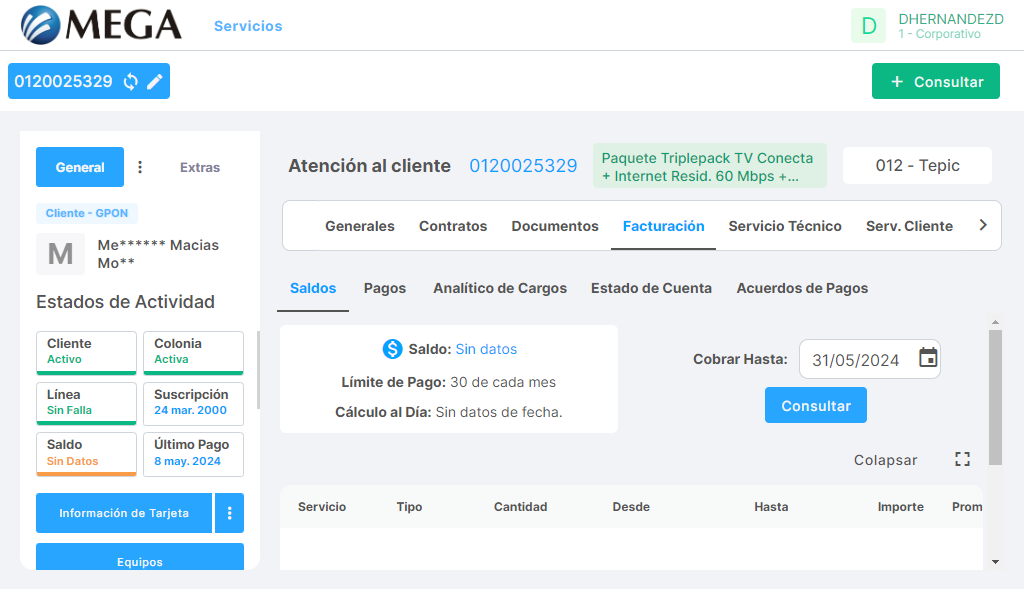 MEGA
Servicios
D
DHERNANDEZD
1 - Corporativo
0120025329
+ Consultar
General
Extras
Cliente - GPON
M
Me****** Macias
Mo**
Estados de Actividad
Cliente
Activo
Colonia
Activa
Línea
Sin Falla
Suscripción
24 mar. 2000
Saldo
Sin Datos
Último Pago
8 may. 2024
Información de Tarjeta
Equipos
Atención al cliente
0120025329
Paquete Triplepack TV Conecta
+ Internet Resid. 60 Mbps +...
012 - Tepic
Generales Contratos Documentos Facturación Servicio Técnico Serv. Cliente
Saldos Pagos Analítico de Cargos Estado de Cuenta Acuerdos de Pagos
Saldo: Sin datos
Límite de Pago: 30 de cada mes
Cálculo al Día: Sin datos de fecha.
Cobrar Hasta: 31/05/2024
Consultar
Colapsar
Servicio Tipo Cantidad Desde Hasta Importe Prom